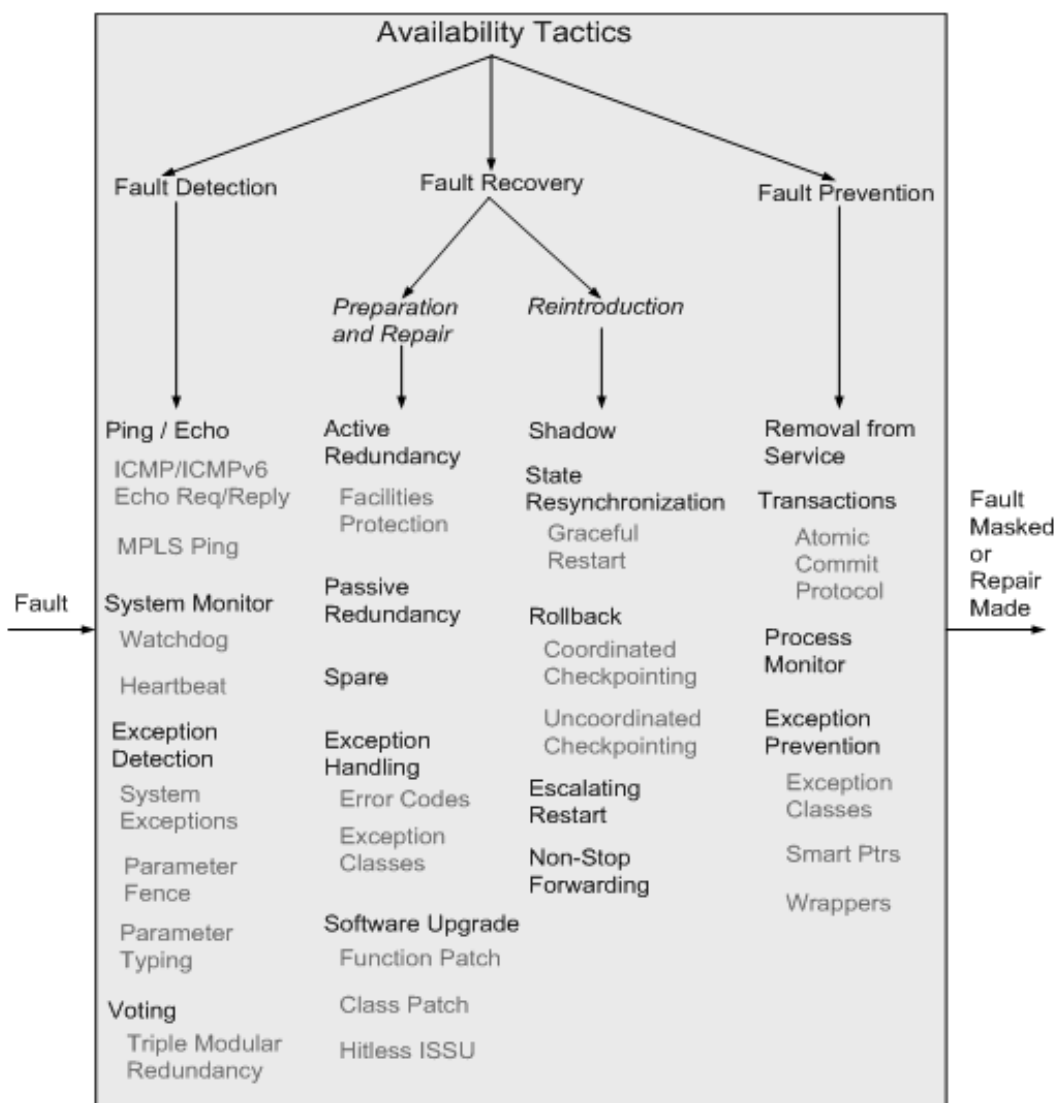 Availability Tactics
Fault Detection
Fault Recovery
Fault Prevention
Preparation
and Repair
Reintroduction
Fault
Ping / Echo
ICMP/ICMPv6
Echo Req/Reply
MPLS Ping
System Monitor
Watchdog
Heartbeat
Exception
Detection
System
Exceptions
Parameter
Fence
Parameter
Typing
Voting
Triple Modular
Redundancy
Active
Redundancy
Facilities
Protection
Passive
Redundancy
Spare
Exception
Handling
Error Codes
Exception
Classes
Software Upgrade
Function Patch
Class Patch
Hitless ISSU
Shadow
State
Resynchronization
Graceful
Restart
Rollback
Coordinated
Checkpointing
Uncoordinated
Checkpointing
Escalating
Restart
Non-Stop
Forwarding
Removal from
Service
Transactions
Atomic
Commit
Protocol
Process
Monitor
Exception
Prevention
Exception
Classes
Smart Ptrs
Wrappers
Fault
Masked
or
Repair
Made